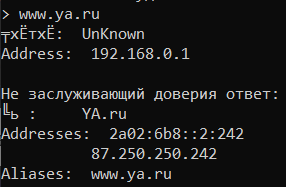 > www.ya.ru
╤хЁтхЁ:  UnKnown
Address:  192.168.0.1

Не заслуживающий доверия ответ:
╚ь :     YA.ru
Addresses:  2a02:6b8::2:242
          87.250.250.242
Aliases:  www.ya.ru